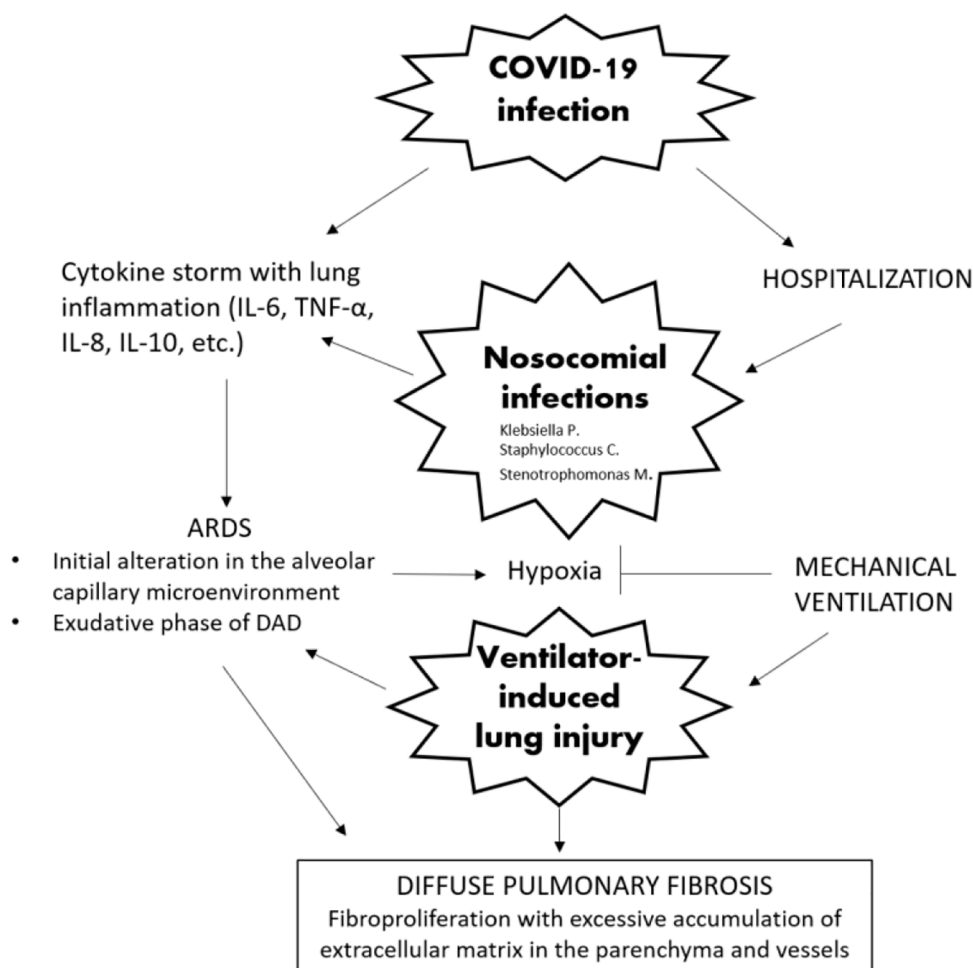 COVID-19
infection
Cytokine storm with lung
inflammation (IL-6, TNF-α,
IL-8, IL-10, etc.)
HOSPITALIZATION
Nosocomial
infections
Klebsiella P.
Staphylococcus C.
Stenotrophomonas M.
ARDS
• Initial alteration in the alveolar
capillary microenvironment
• Exudative phase of DAD
Hypoxia
MECHANICAL
VENTILATION
Ventilator-
induced
lung injury
DIFFUSE PULMONARY FIBROSIS
Fibroproliferation with excessive accumulation of
extracellular matrix in the parenchyma and vessels